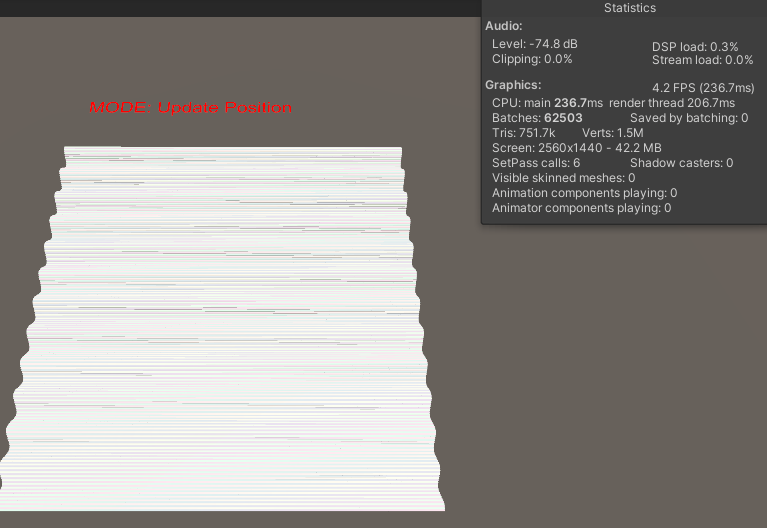 Statistics
Audio:
Level: -74.8 dB DSP load: 0.3%
Clipping: 0.0% Stream load: 0.0%
Graphics: 4.2 FPS (236.7ms)
CPU: main 236.7ms render thread 206.7ms
Batches: 62503 Saved by batching: 0
Tris: 751.7k Verts: 1.5M
Screen: 2560x1440 - 42.2 MB
SetPass calls: 6 Shadow casters: 0
Visible skinned meshes: 0
Animation components playing: 0
Animator components playing: 0
MODE: Update Position